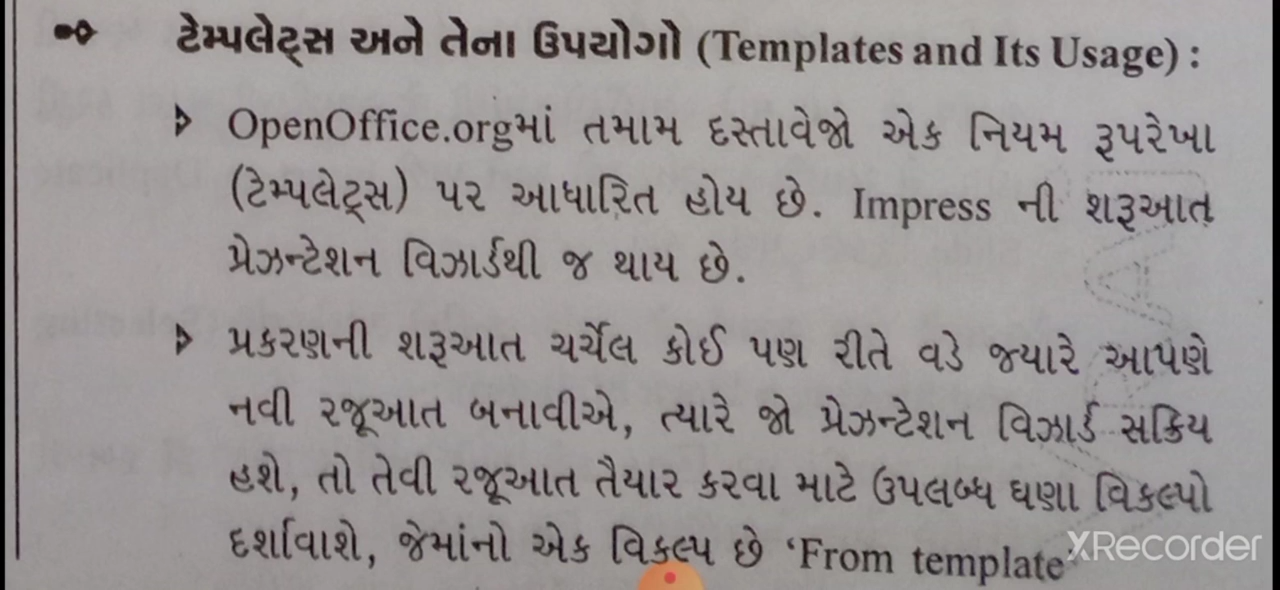 ટેમ્પલેટ્સ અને તેના ઉપયોગો (Templates and Its Usage) :
OpenOffice.orgમાં તમામ દસ્તાવેજો એક નિયમ રૂપરેખા
(ટેમ્પલેટ્સ) પર આધારિત હોય છે. Impress ની શરૂઆત
પ્રેઝન્ટેશન વિઝાર્ડથી જ થાય છે.
પ્રકરણની શરૂઆત ચર્ચેલ કોઈ પણ રીતે વડે જ્યારે આપણે
નવી રજૂઆત બનાવીએ, ત્યારે જો પ્રેઝન્ટેશન વિઝાર્ડ સક્રિય
હશે, તો તેવી રજૂઆત તૈયાર કરવા માટે ઉપલબ્ધ ઘણા વિકલ્પો
દર્શાવાશે, જેમાંનો એક વિકલ્પ છે ‘From template’
XRecorder